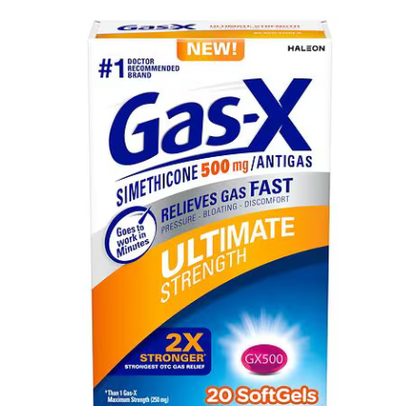 NEW!
HALEON
#1 DOCTOR
RECOMMENDED
BRAND
Gas-X
SIMETHICONE 500 mg/ANTIGAS
RELIEVES GAS FAST
PRESSURE - BLOATING - DISCOMFORT
Goes to
work in
Minutes
ULTIMATE
STRENGTH
2X
STRONGER*
STRONGEST OTC GAS RELIEF
GX500
*Than 1 Gas-X
Maximum Strength (250 mg)
20 SoftGels